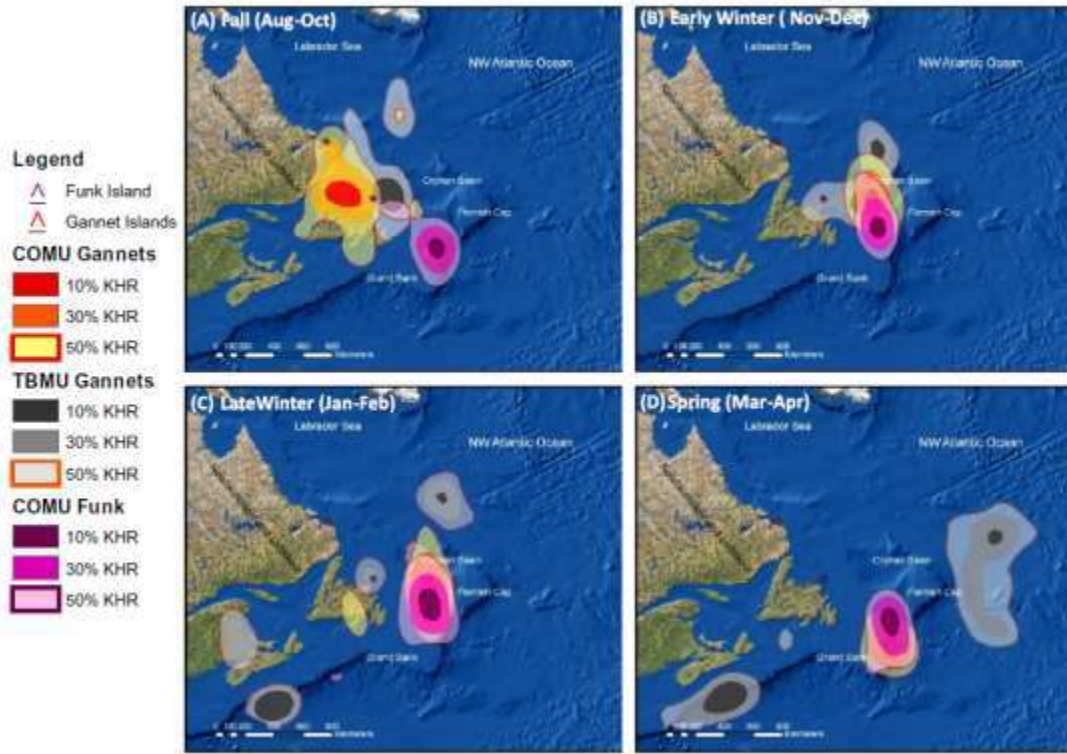 (A) Fall (Aug-Oct)
Labrador Sea
NW Atlantic Ocean
Orphan Basin
Flemish Cap
Grand Bank
Kilometers
(B) Early Winter ( Nov-Dec)
Labrador Sea
NW Atlantic Ocean
Orphan Basin
Flemish Cap
Grand Bank
Kilometers
Legend
Funk Island
Gannet Islands
COMU Gannets
10% KHR
30% KHR
50% KHR
TBMU Gannets
10% KHR
30% KHR
50% KHR
COMU Funk
10% KHR
30% KHR
50% KHR
(C) LateWinter (Jan-Feb)
Labrador Sea
NW Atlantic Ocean
Orphan Basin
Flemish Cap
Grand Bank
Kilometers
(D) Spring (Mar-Apr)
Labrador Sea
NW Atlantic Ocean
Orphan Basin
Flemish Cap
Grand Bank
Kilometers